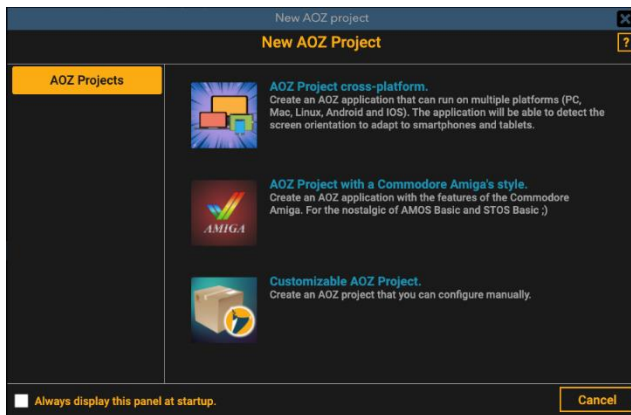 New AOZ project
New AOZ Project
?
AOZ Projects
AOZ Project cross-platform.
Create an AOZ application that can run on multiple platforms (PC,
Mac, Linux, Android and IOS). The application will be able to detect the
screen orientation to adapt to smartphones and tablets.
AOZ Project with a Commodore Amiga's style.
Create an AOZ application with the features of the Commodore
Amiga. For the nostalgic of AMOS Basic and STOS Basic ;)
AMIGA
Customizable AOZ Project.
Create an AOZ project that you can configure manually.
Always display this panel at startup.
Cancel